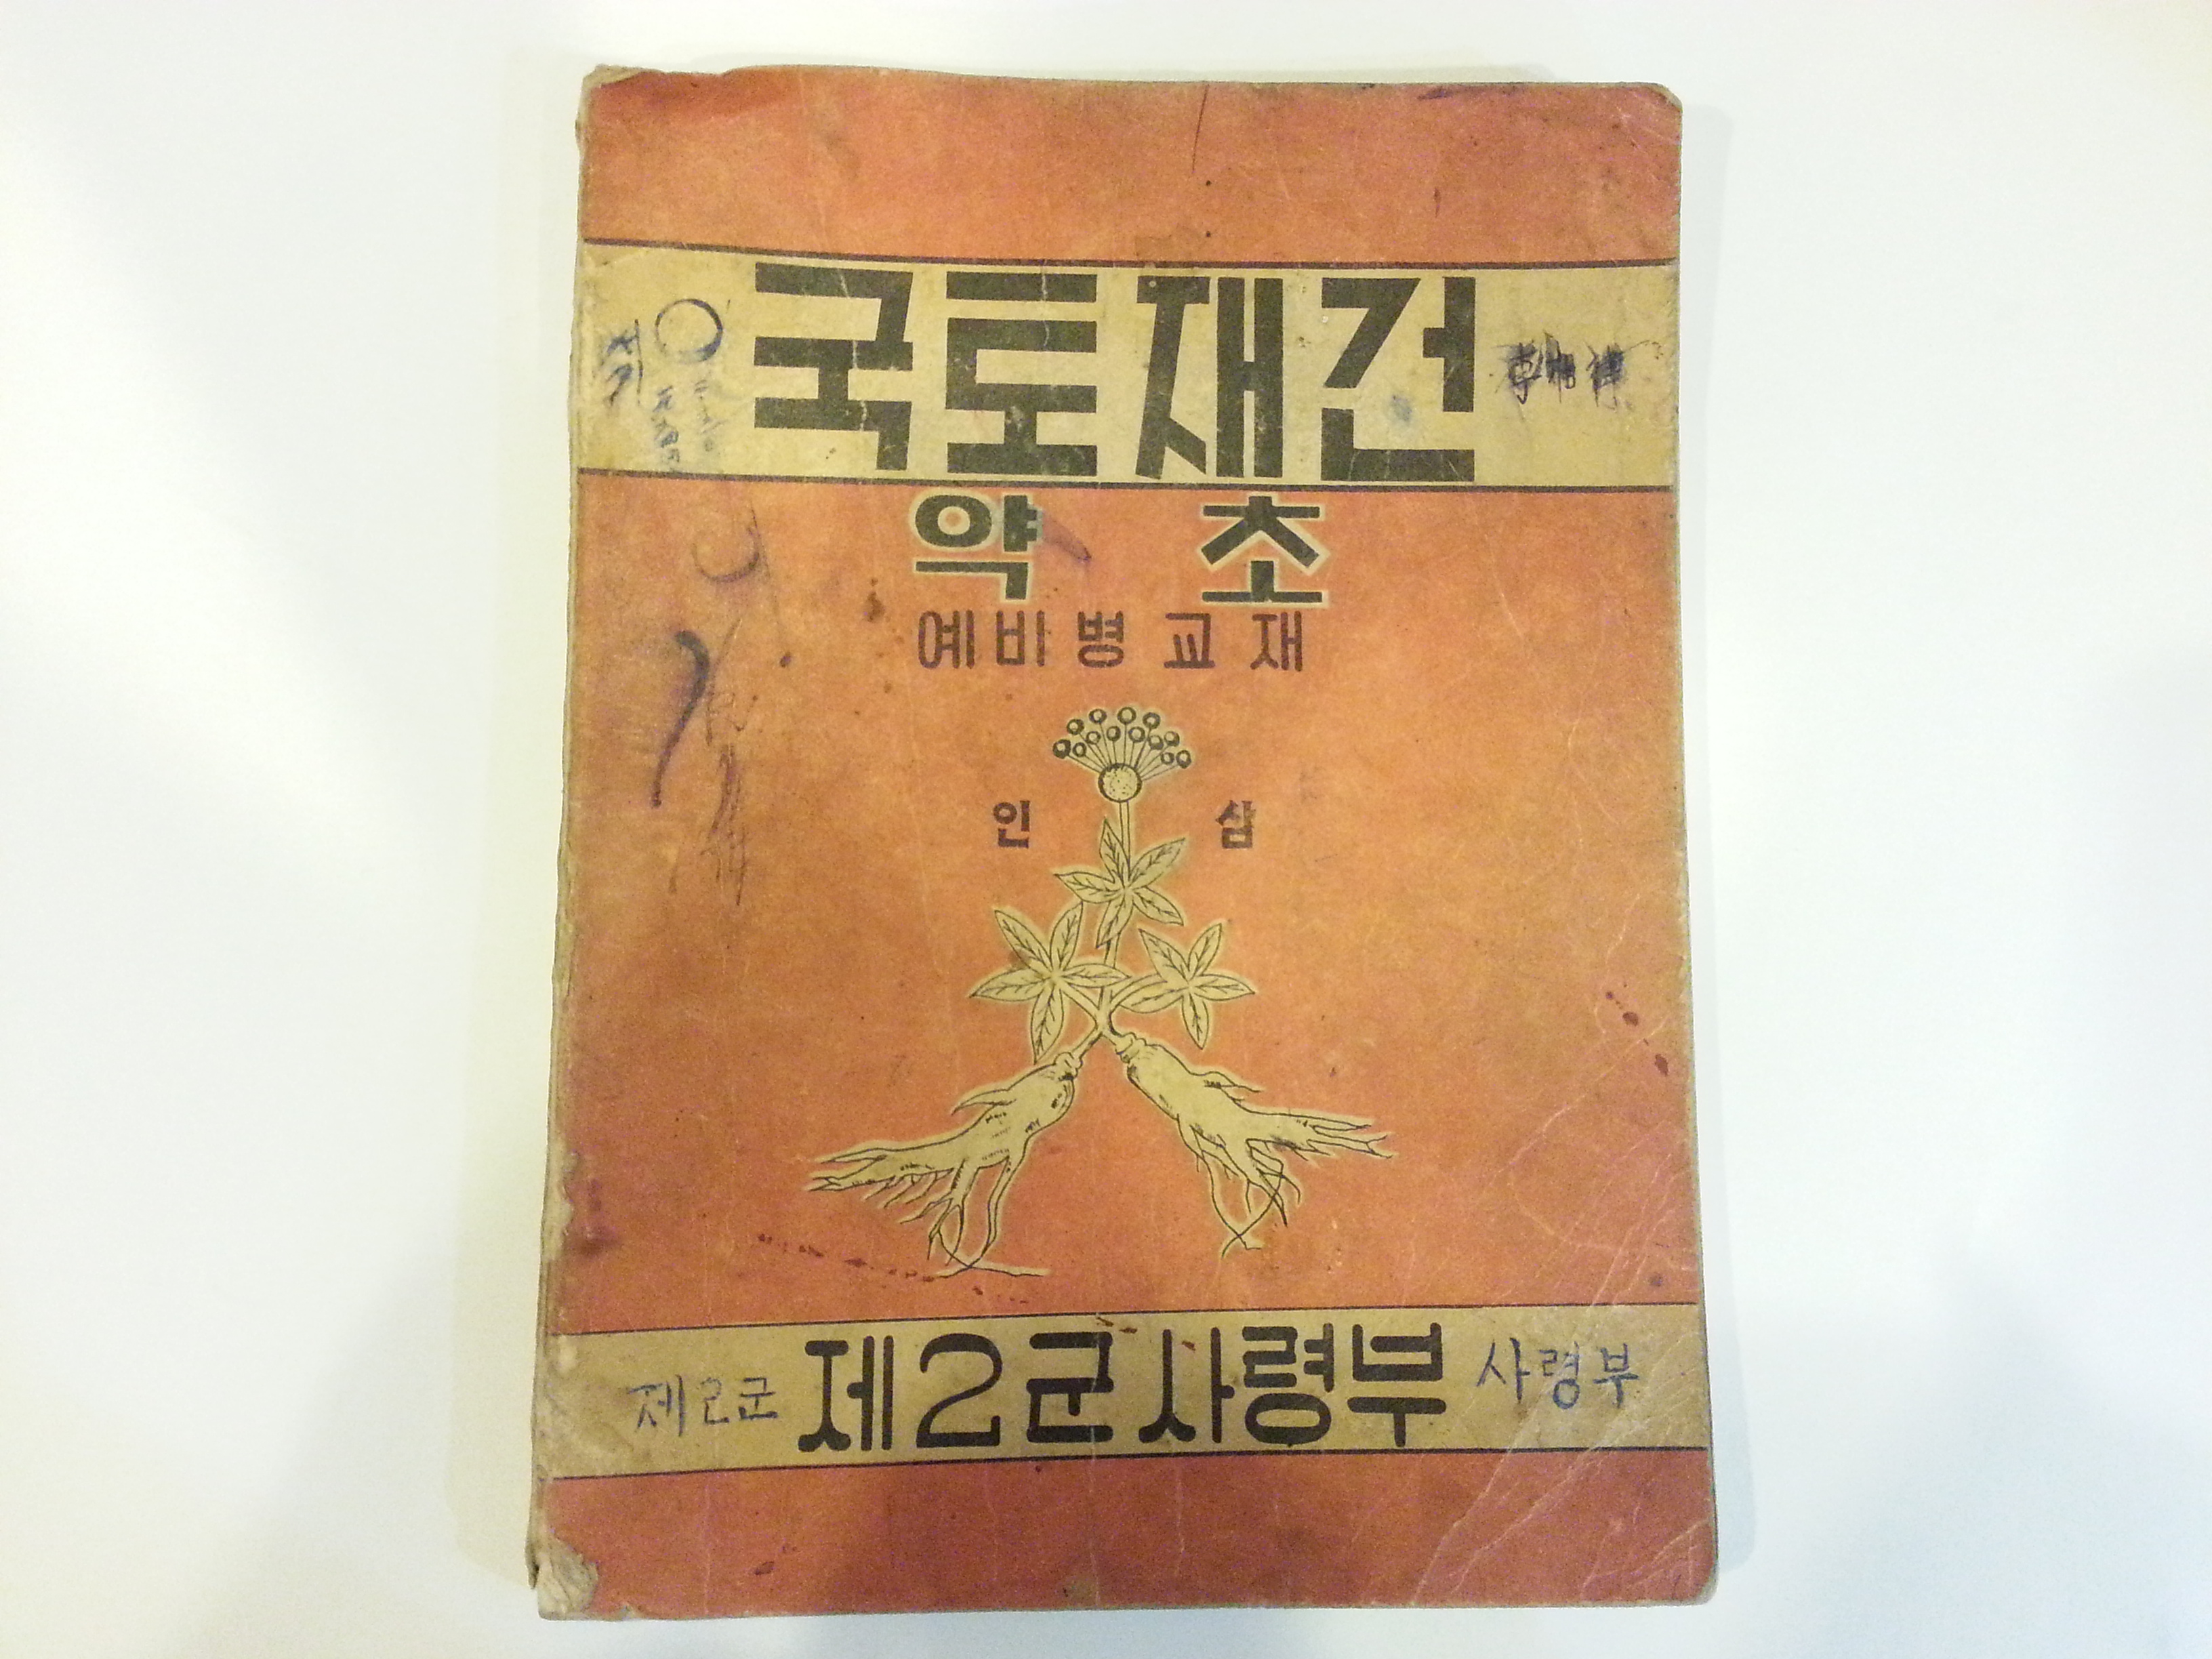 국토재건
약초
예비병교재
인삼
제2군 제2군사령부 사령부